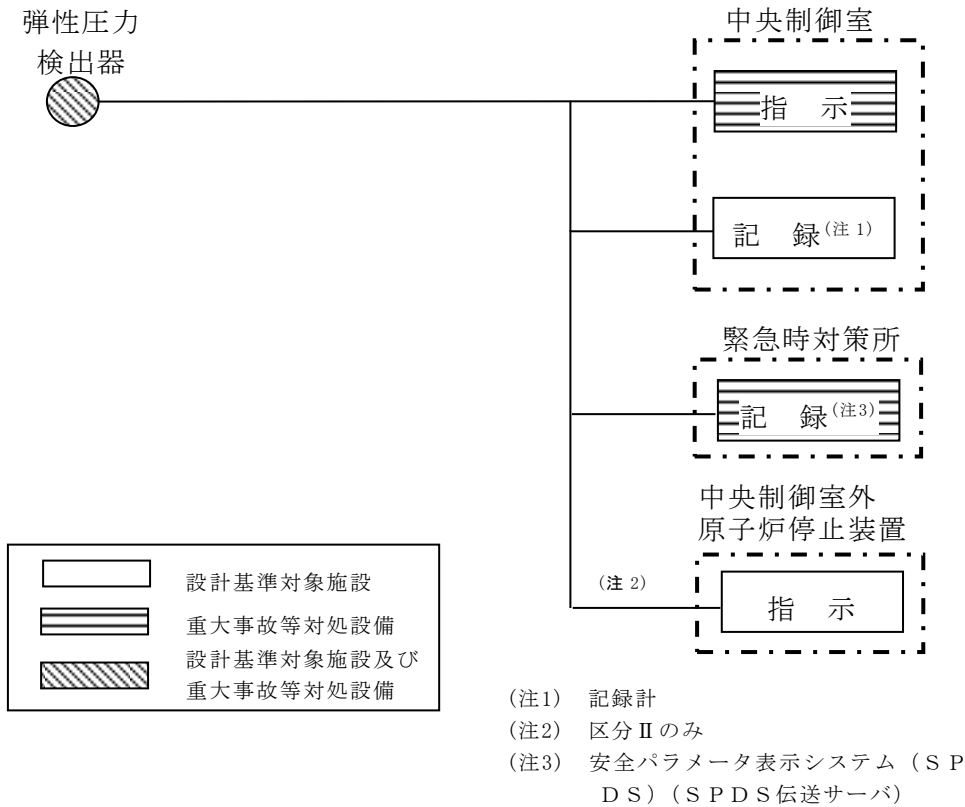 弾性圧力
検出器
中央制御室
指　示
記　録(注 1)
緊急時対策所
記　録(注3)
中央制御室外
原子炉停止装置
(注 2)
指　示
設計基準対象施設
重大事故等対処設備
設計基準対象施設及び
重大事故等対処設備
(注1)　記録計
(注2)　区分Ⅱのみ
(注3)　安全パラメータ表示システム（ＳＰ
ＤＳ）(ＳＰＤＳ伝送サーバ)